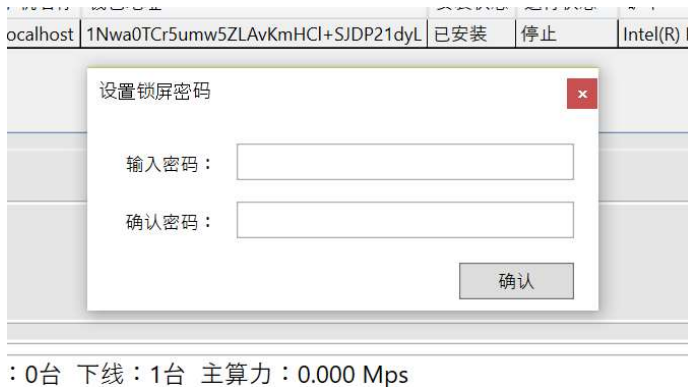 ocalhost 1Nwa0TCr5umw5ZLAvKmHCl+SJDP21dyL 已安装 停止 Intel(R)
设置锁屏密码
输入密码：
确认密码：
确认
：0台 下线：1台 主算力：0.000 Mps